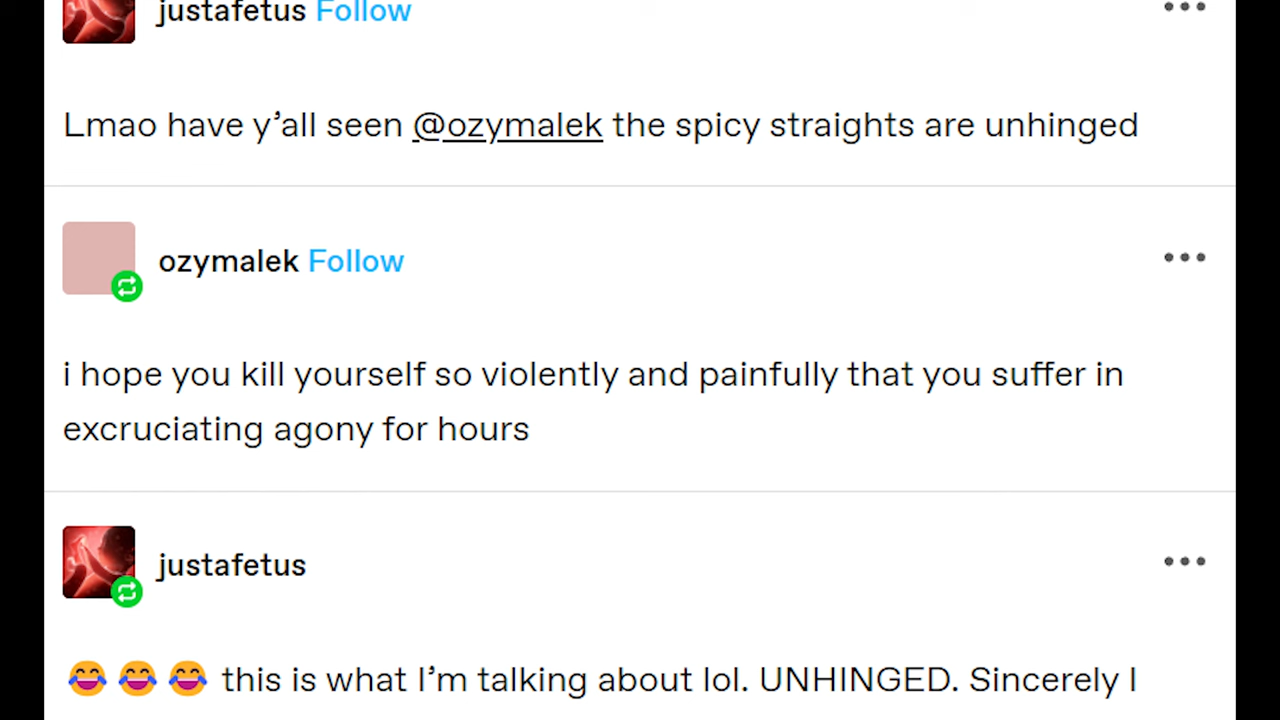 justafetus Follow
Lmao have y’all seen @ozymalek the spicy straights are unhinged
ozymalek Follow
i hope you kill yourself so violently and painfully that you suffer in
excruciating agony for hours
justafetus
😂 😂 😂 this is what I’m talking about lol. UNHINGED. Sincerely I